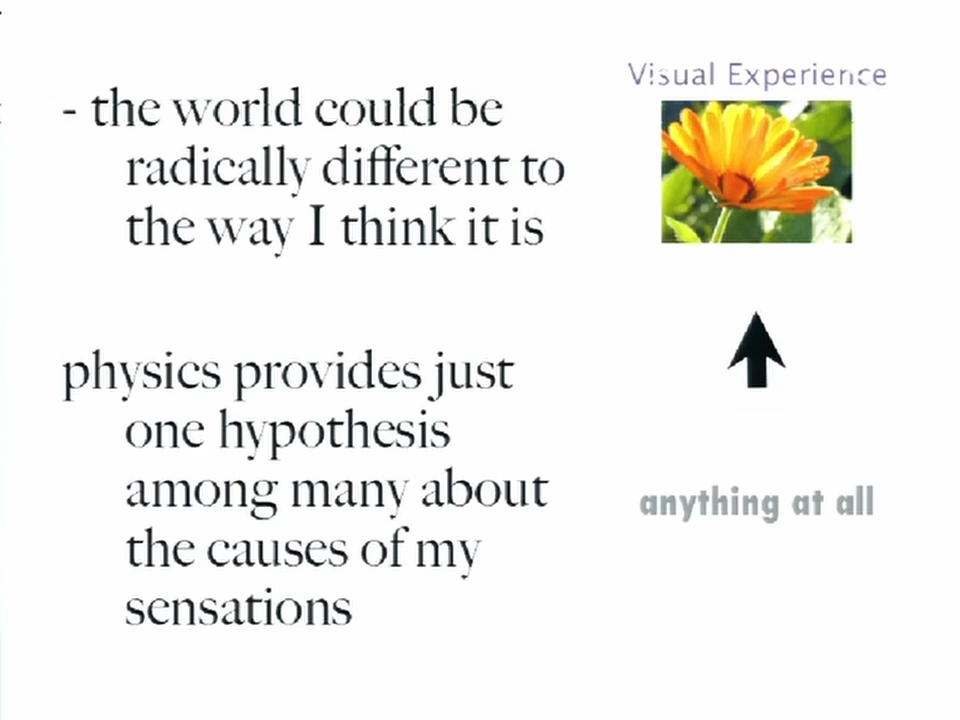 - the world could be
radically different to
the way I think it is
physics provides just
one hypothesis
among many about
the causes of my
sensations
Visual Experience
anything at all